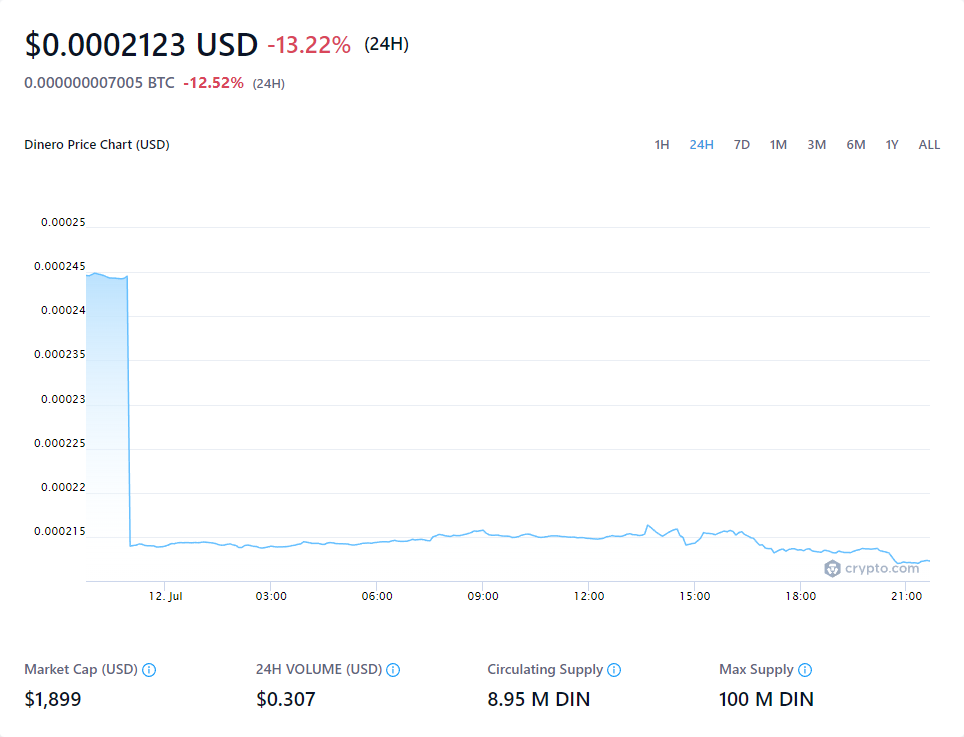 $0.0002123 USD -13.22% (24H)
0.000000007005 BTC -12.52% (24H)
Dinero Price Chart (USD) 1H 24H 7D 1M 3M 6M 1Y ALL
0.00025
0.000245
0.00024
0.000235
0.00023
0.000225
0.00022
0.000215
crypto.com
12. Jul 03:00 06:00 09:00 12:00 15:00 18:00 21:00
Market Cap (USD) 24H VOLUME (USD) Circulating Supply Max Supply
$1,899 $0.307 8.95 M DIN 100 M DIN